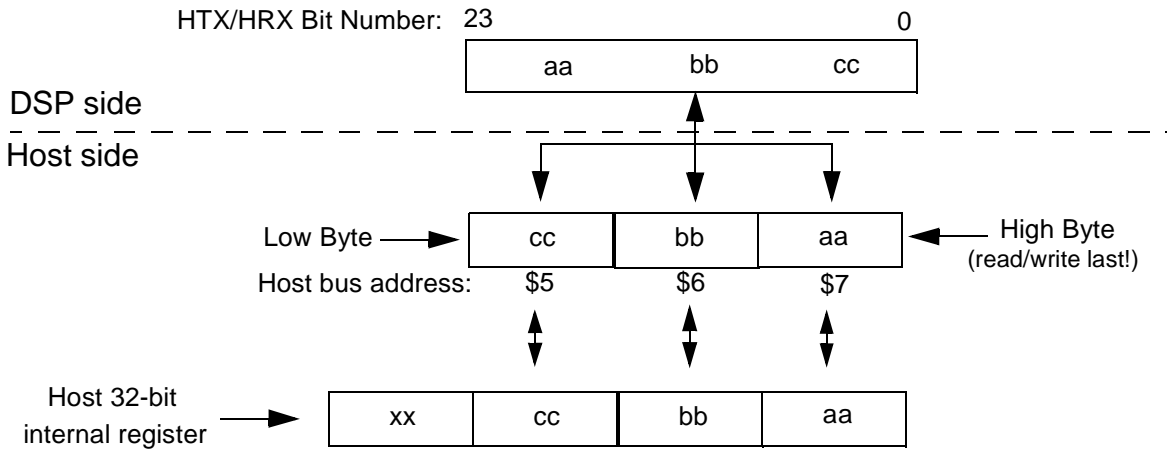 HTX/HRX Bit Number: 23 0
aa bb cc
DSP side
Host side
Low Byte cc bb aa High Byte
(read/write last!)
Host bus address: $5 $6 $7
Host 32-bit
internal register
xx cc bb aa